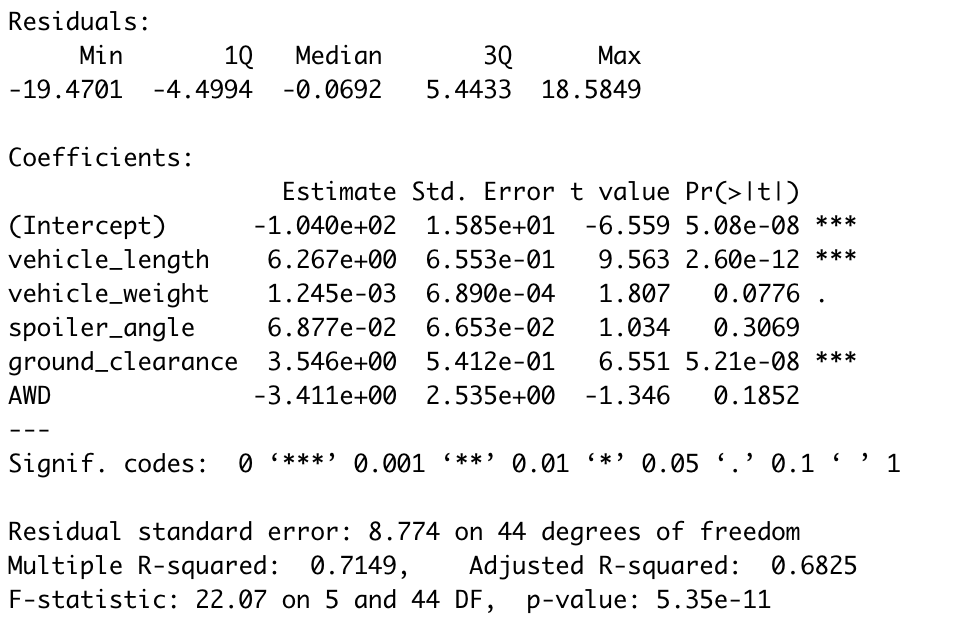 Residuals:
     Min       1Q   Median       3Q      Max
-19.4701  -4.4994  -0.0692   5.4433  18.5849

Coefficients:
                   Estimate Std. Error t value Pr(>|t|)
(Intercept)      -1.040e+02  1.585e+01  -6.559 5.08e-08 ***
vehicle_length    6.267e+00  6.553e-01   9.563 2.60e-12 ***
vehicle_weight    1.245e-03  6.890e-04   1.807   0.0776 .
spoiler_angle     6.877e-02  6.653e-02   1.034   0.3069
ground_clearance  3.546e+00  5.412e-01   6.551 5.21e-08 ***
AWD              -3.411e+00  2.535e+00  -1.346   0.1852
---
Signif. codes:  0 ‘***’ 0.001 ‘**’ 0.01 ‘*’ 0.05 ‘.’ 0.1 ‘ ’ 1

Residual standard error: 8.774 on 44 degrees of freedom
Multiple R-squared:  0.7149,    Adjusted R-squared:  0.6825
F-statistic: 22.07 on 5 and 44 DF,  p-value: 5.35e-11